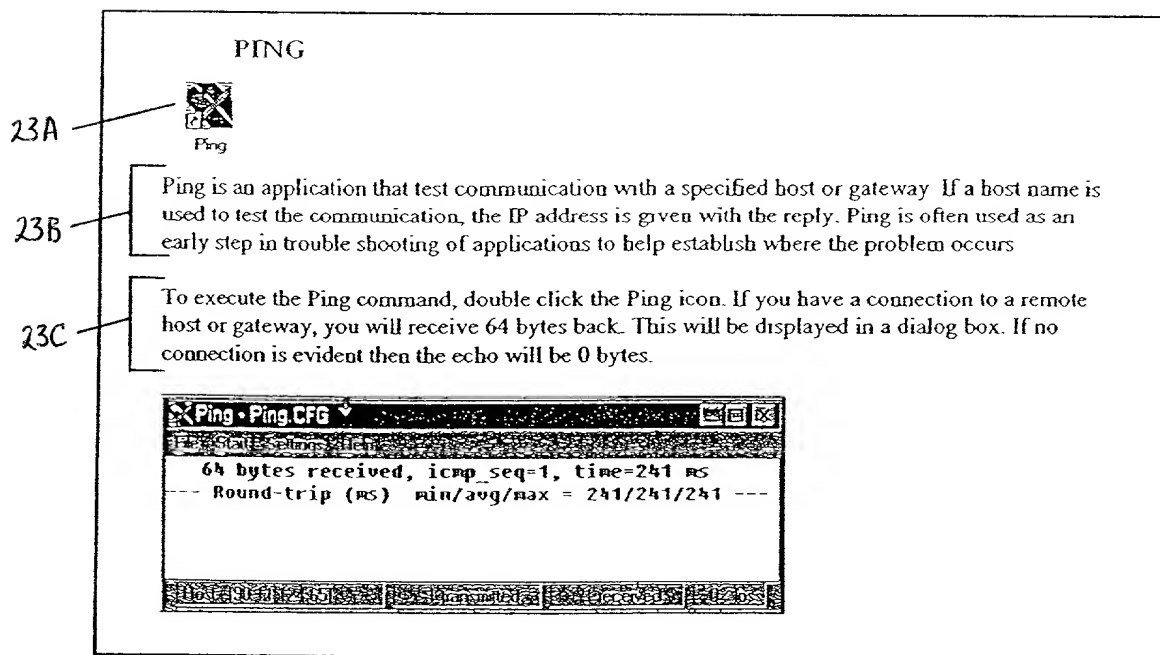 PING
23A
Ping
23B
Ping is an application that test communication with a specified host or gateway If a host name is
used to test the communication, the IP address is given with the reply. Ping is often used as an
early step in trouble shooting of applications to help establish where the problem occurs
23C
To execute the Ping command, double click the Ping icon. If you have a connection to a remote
host or gateway, you will receive 64 bytes back. This will be displayed in a dialog box. If no
connection is evident then the echo will be 0 bytes.
Ping - Ping.CFG
File Start Settings Help
64 bytes received, icmp_seq=1, time=241 ms
--- Round-trip (ms) min/avg/max = 241/241/241 ---